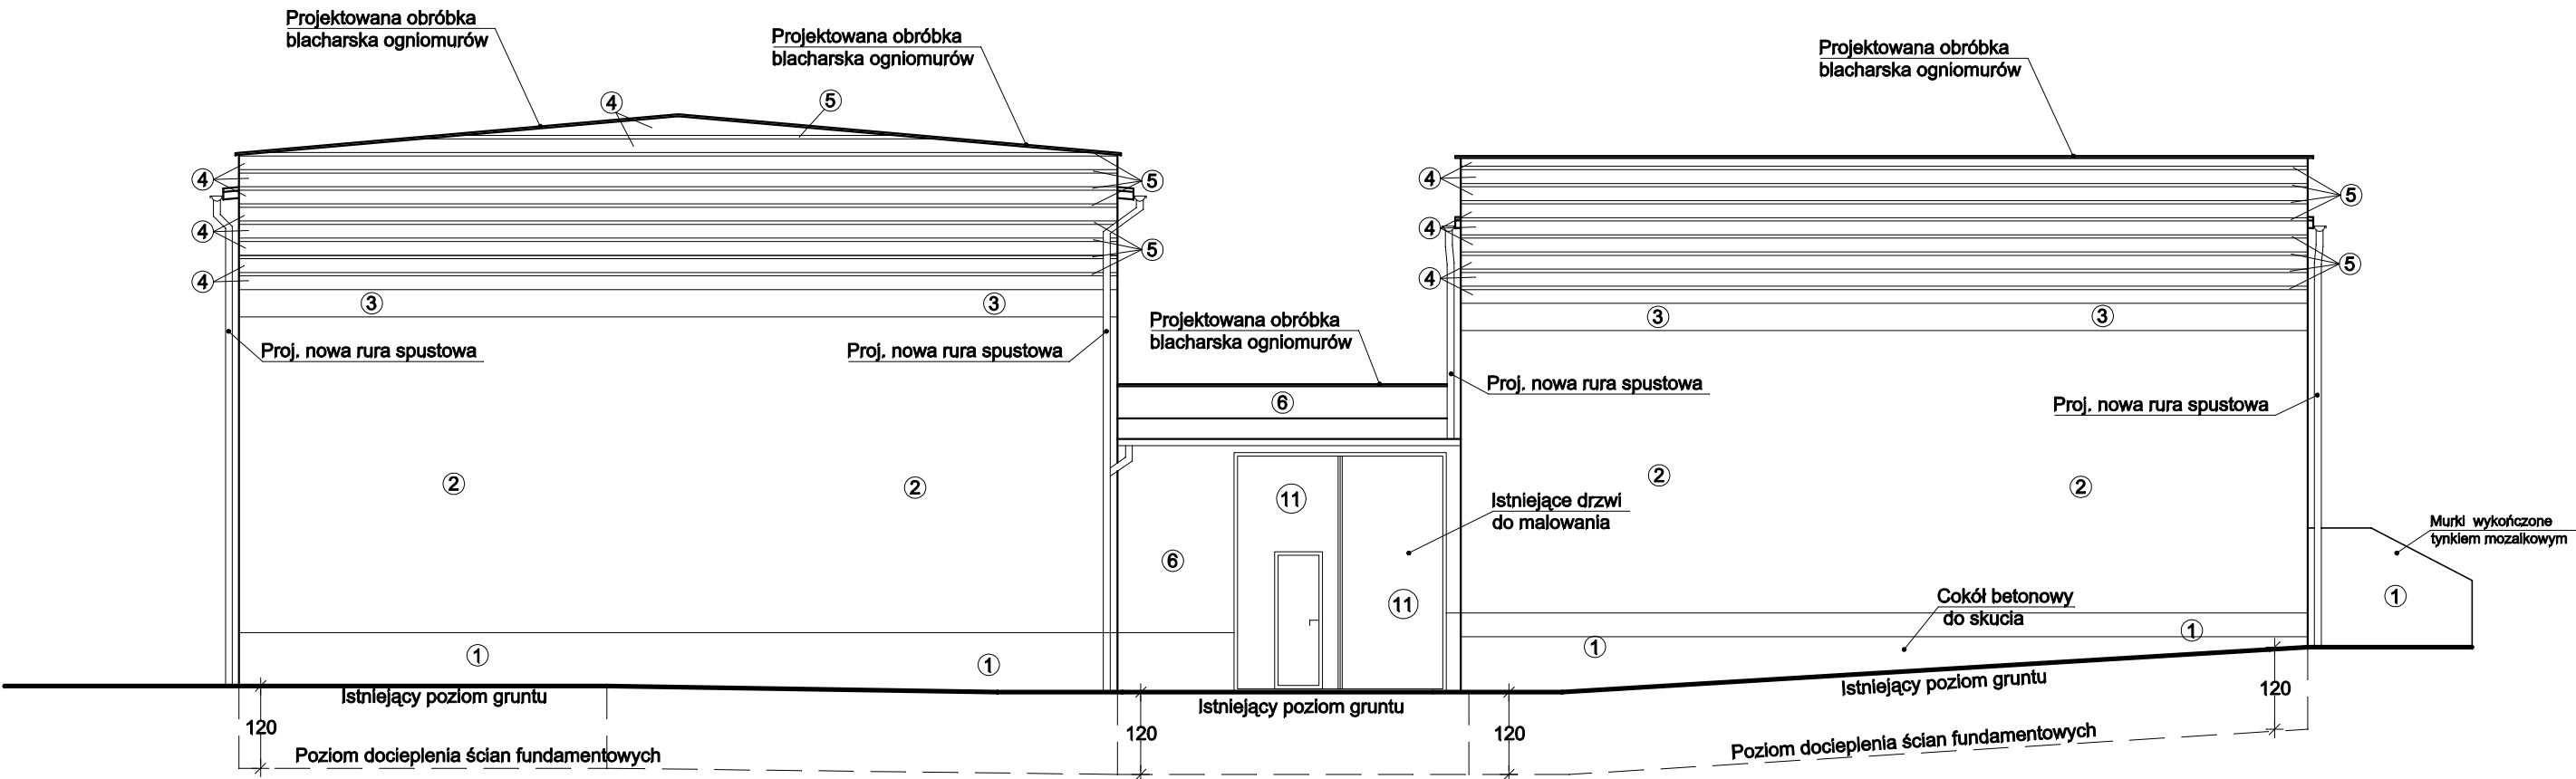 Projektowana obróbka
blacharska ogniomurów
Projektowana obróbka
blacharska ogniomurów
Projektowana obróbka
blacharska ogniomurów
4
5
4
5
4
5
4
5
4
5
4
5
4
3
3
3
3
Proj. nowa rura spustowa
Proj. nowa rura spustowa
Projektowana obróbka
blacharska ogniomurów
Proj. nowa rura spustowa
Proj. nowa rura spustowa
6
2
2
2
2
11
Istniejące drzwi
do malowania
Murki wykończone
tynkiem mozaikowym
6
11
1
Cokół betonowy
do skucia
1
1
1
1
Istniejący poziom gruntu
Istniejący poziom gruntu
Istniejący poziom gruntu
120
120
120
120
Poziom docieplenia ścian fundamentowych
Poziom docieplenia ścian fundamentowych